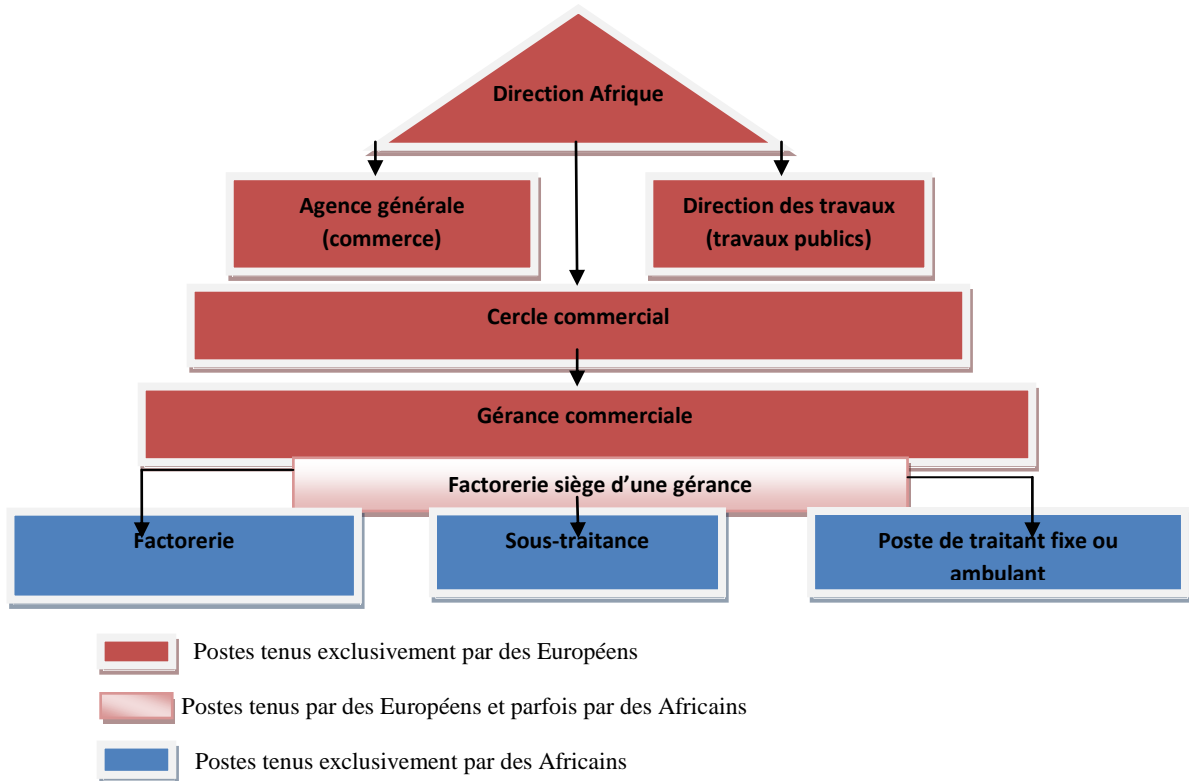 Direction Afrique
Agence générale
(commerce)
Direction des travaux
(travaux publics)
Cercle commercial
Gérance commerciale
Factorerie siège d’une gérance
Factorerie
Sous-traitance
Poste de traitant fixe ou
ambulant
Postes tenus exclusivement par des Européens
Postes tenus par des Européens et parfois par des Africains
Postes tenus exclusivement par des Africains